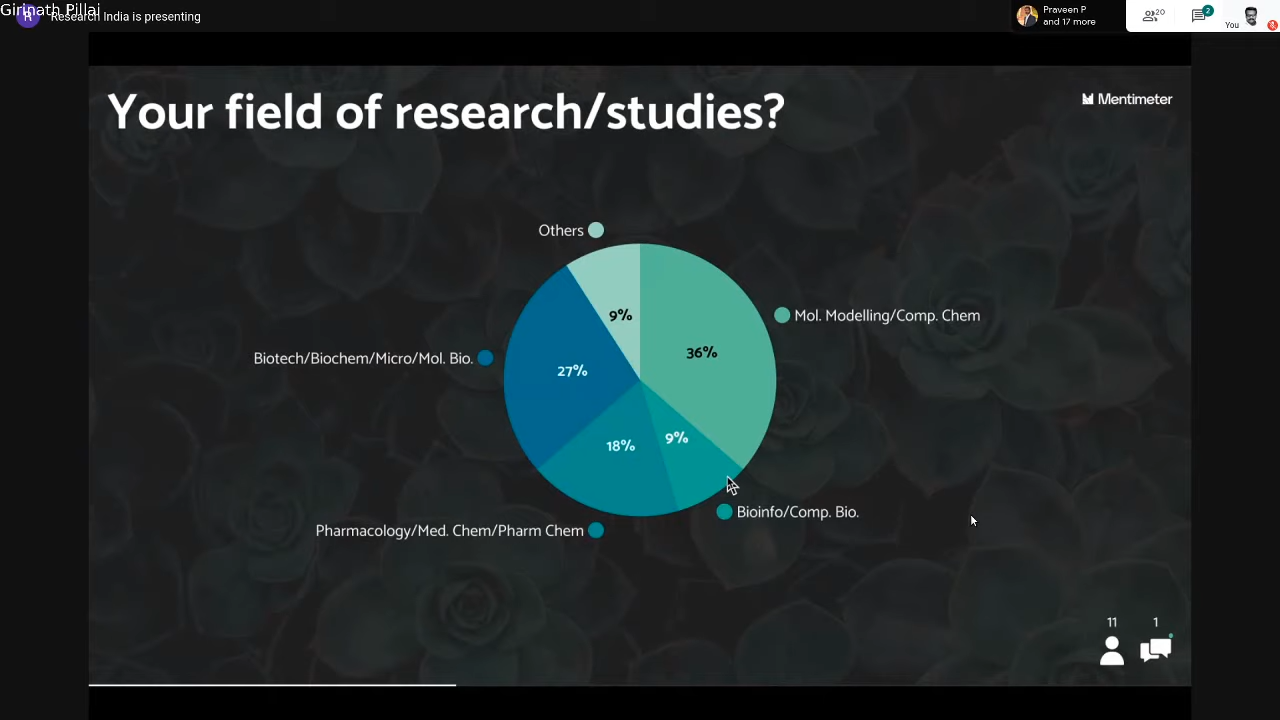 Girinath Pillai
R
Research India is presenting
Praveen P
and 17 more
20
2
You
Your field of research/studies?
Mentimeter
Others
9%
Mol. Modelling/Comp. Chem
36%
Biotech/Biochem/Micro/Mol. Bio.
27%
9%
18%
Bioinfo/Comp. Bio.
Pharmacology/Med. Chem/Pharm Chem
11
1